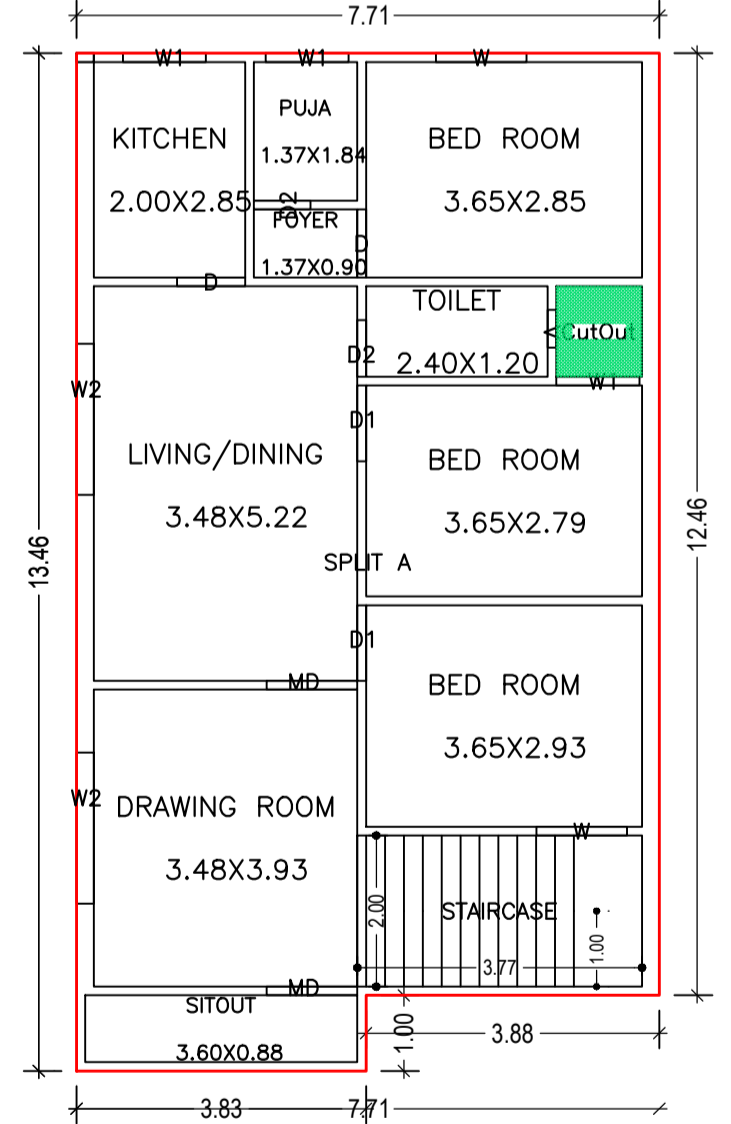 7.71
W1
W1
W
KITCHEN
2.00X2.85
PUJA
1.37X1.84
BED ROOM
3.65X2.85
D2
FOYER
1.37X0.90
D
D
TOILET
2.40X1.20
V
CutOut
W1
D2
W2
D1
LIVING/DINING
3.48X5.22
BED ROOM
3.65X2.79
SPLIT A
13.46
12.46
D1
MD
BED ROOM
3.65X2.93
W2
DRAWING ROOM
3.48X3.93
W
STAIRCASE
2.00
1.00
3.77
MD
SITOUT
3.60X0.88
1.00
3.88
3.83
7.71